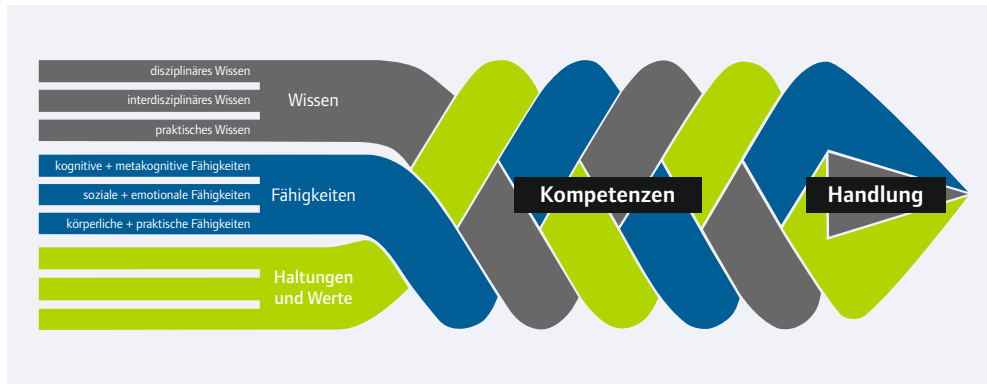 disziplinäres Wissen
interdisziplinäres Wissen
praktisches Wissen
Wissen
kognitive + metakognitive Fähigkeiten
soziale + emotionale Fähigkeiten
körperliche + praktische Fähigkeiten
Fähigkeiten
Haltungen
und Werte
Kompetenzen
Handlung